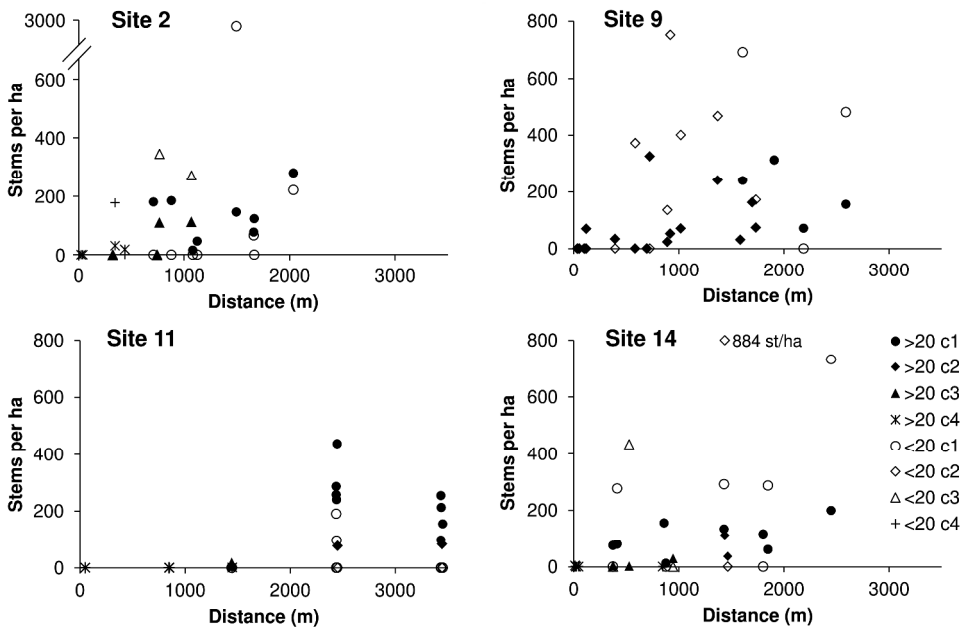 Site 2
3000
600
400
200
0
Stems per ha
0 1000 2000 3000
Distance (m)
Site 9
800
600
400
200
0
Stems per ha
0 1000 2000 3000
Distance (m)
Site 11
800
600
400
200
0
Stems per ha
0 1000 2000 3000
Distance (m)
Site 14
884 st/ha
800
600
400
200
0
Stems per ha
0 1000 2000 3000
Distance (m)
>20 c1
>20 c2
>20 c3
>20 c4
<20 c1
<20 c2
<20 c3
<20 c4